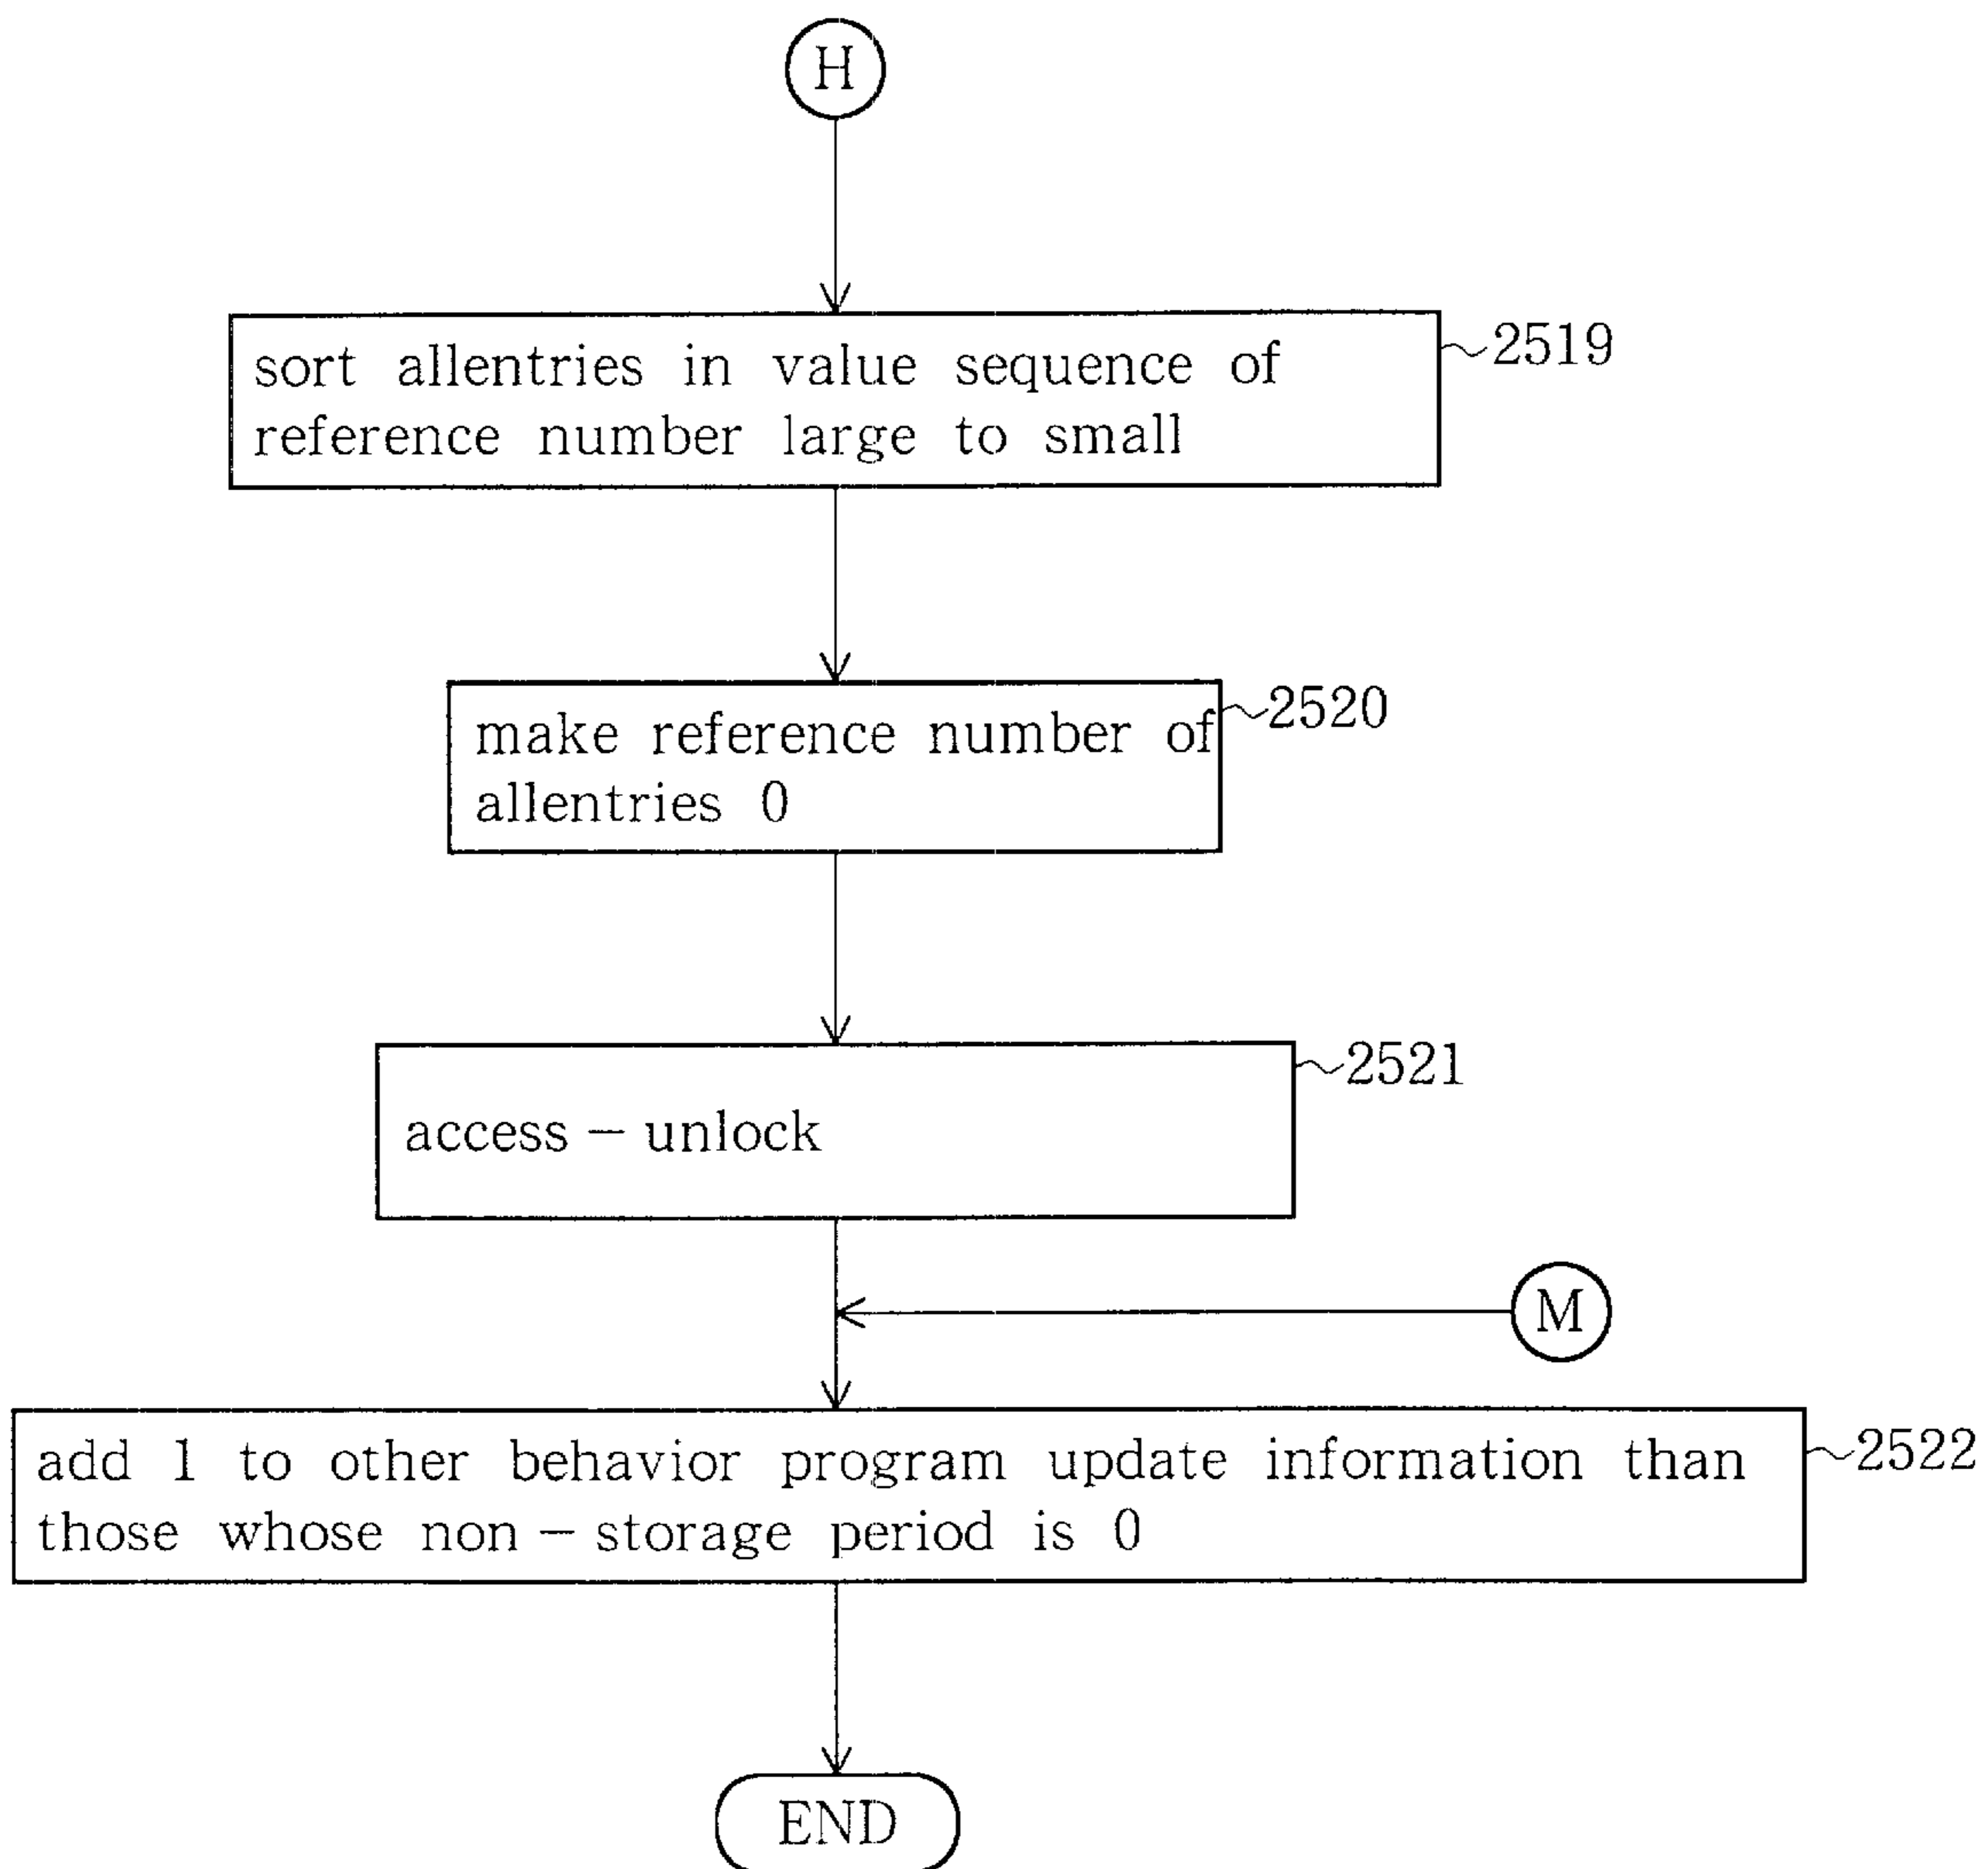 H
sort allentries in value sequence of
reference number large to small
2519
make reference number of
allentries 0
2520
access – unlock
2521
M
add 1 to other behavior program update information than
those whose non – storage period is 0
2522
END